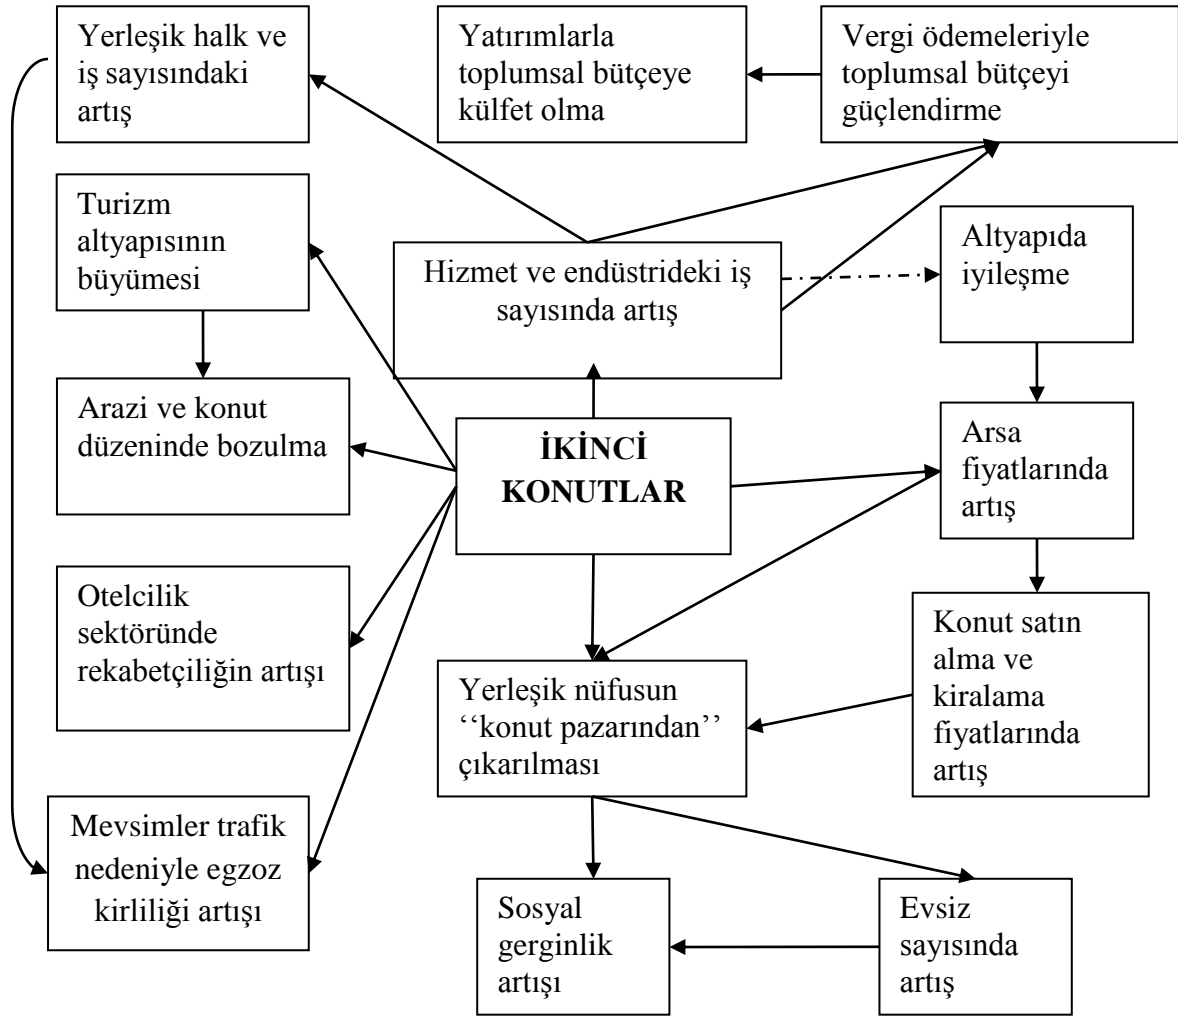 Yerleşik halk ve
iş sayısındaki
artış
Yatırımlarla
toplumsal bütçeye
külfet olma
Vergi ödemeleriyle
toplumsal bütçeyi
güçlendirme
Turizm
altyapısının
büyümesi
Hizmet ve endüstrideki iş
sayısında artış
Altyapıda
iyileşme
Arazi ve konut
düzeninde bozulma
İKİNCİ
KONUTLAR
Arsa
fiyatlarında
artış
Otelcilik
sektöründe
rekabetçiliğin artışı
Yerleşik nüfusun
‘‘konut pazarından’’
çıkarılması
Konut satın
alma ve
kiralama
fiyatlarında
artış
Mevsimler trafik
nedeniyle egzoz
kirliliği artışı
Sosyal
gerginlik
artışı
Evsiz
sayısında
artış